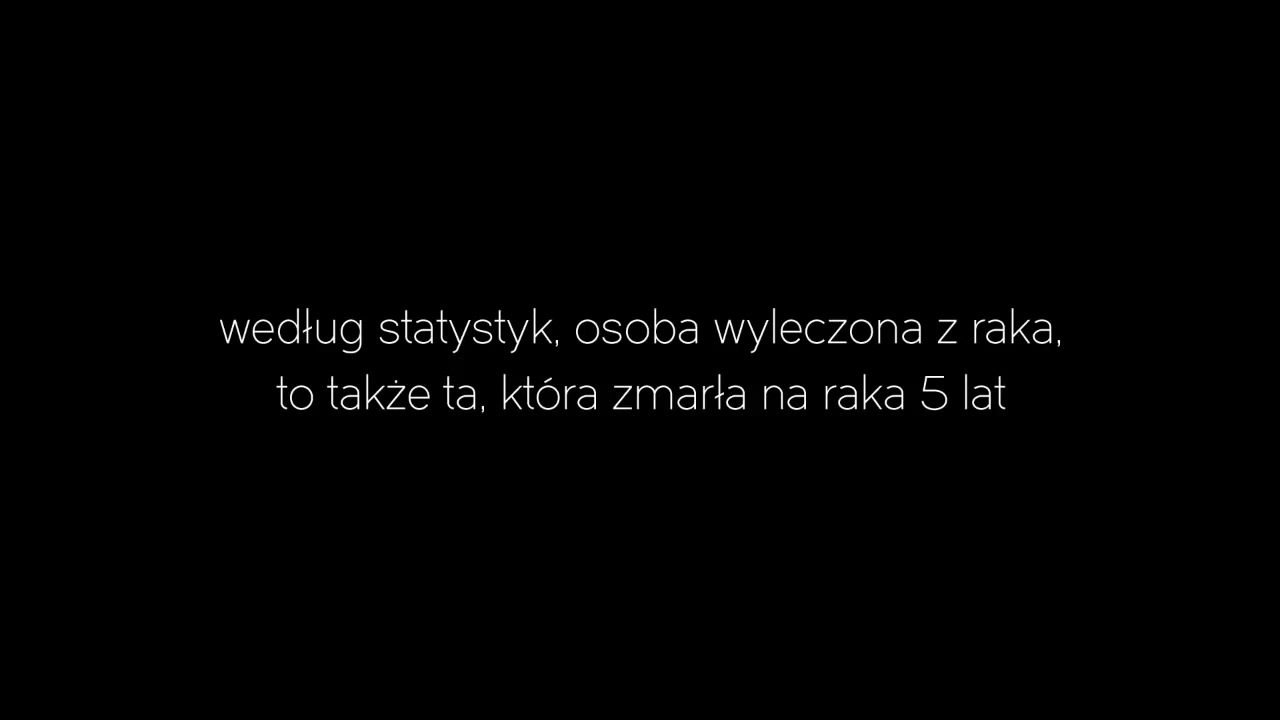 według statystyk, osoba wyleczona z raka,
to także ta, która zmarła na raka 5 lat